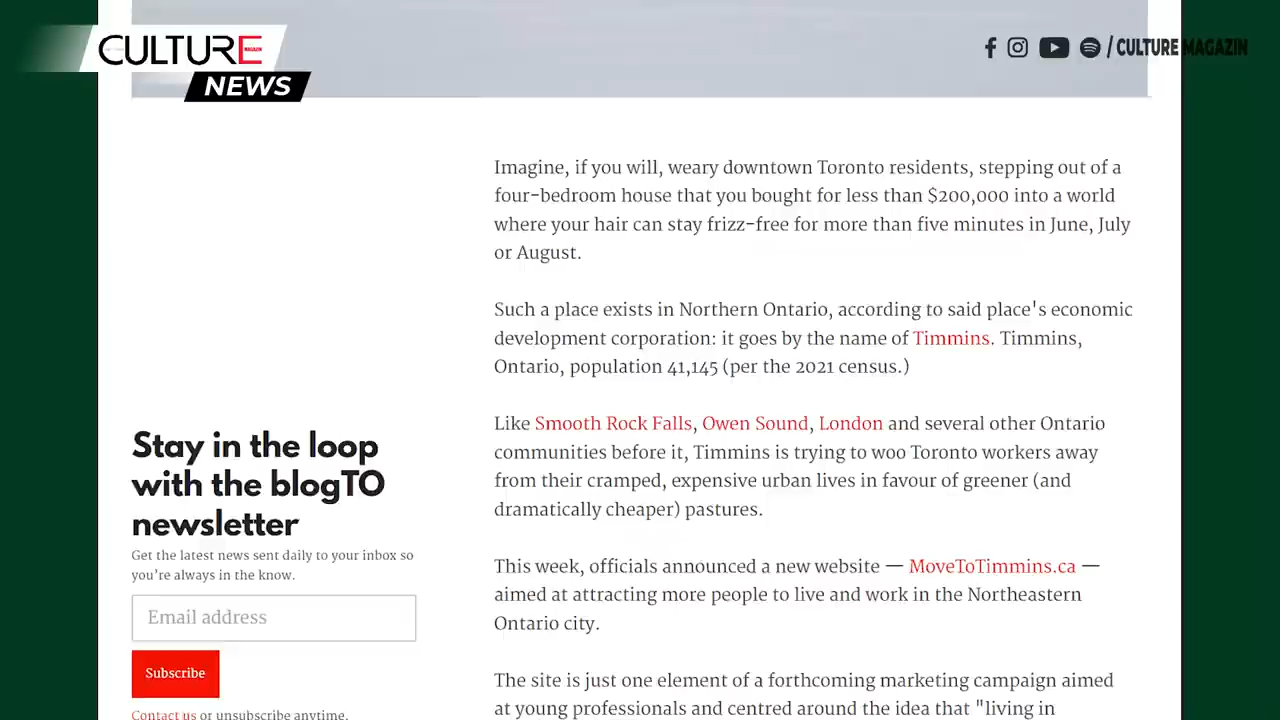 CULTURE
NEWS
/ CULTURE MAGAZIN
Imagine, if you will, weary downtown Toronto residents, stepping out of a
four-bedroom house that you bought for less than $200,000 into a world
where your hair can stay frizz-free for more than five minutes in June, July
or August.
Such a place exists in Northern Ontario, according to said place's economic
development corporation: it goes by the name of Timmins. Timmins,
Ontario, population 41,145 (per the 2021 census.)
Like Smooth Rock Falls, Owen Sound, London and several other Ontario
communities before it, Timmins is trying to woo Toronto workers away
from their cramped, expensive urban lives in favour of greener (and
dramatically cheaper) pastures.
This week, officials announced a new website — MoveToTimmins.ca —
aimed at attracting more people to live and work in the Northeastern
Ontario city.
The site is just one element of a forthcoming marketing campaign aimed
at young professionals and centred around the idea that "living in
Stay in the loop
with the blogTO
newsletter
Get the latest news sent daily to your inbox so
you're always in the know.
Email address
Subscribe
Contact us or unsubscribe anytime.